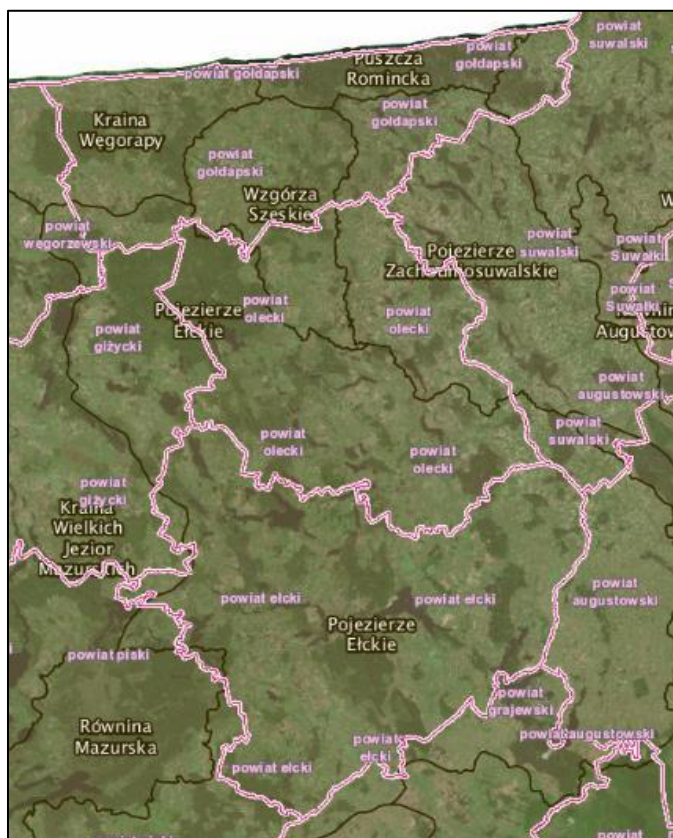 powiat
suwalski
powiat
gołdapski
Puszcza
Romincka
powiat gołdapski
powiat
gołdapski
Kraina
Węgorapy
powiat
gołdapski
Wzgórza
Szeskie
powiat
węgorzewski
Pojezierze
Zachodniosuwalskie
powiat
suwalski
powiat
Suwałki
powiat
Suwałki
Augustow
powiat
olecki
powiat
olecki
Pojezierze
Ełckie
powiat
giżycki
powiat
augustowski
powiat
suwalski
powiat
olecki
powiat
olecki
powiat
giżycki
Kraina
Wielkich
Jezior
Mazurskich
powiat ełcki
powiat ełcki
powiat
augustowski
Pojezierze
Ełckie
powiat piski
powiat
grajewski
Równina
Mazurska
powiat augustowski
powiat
ełcki
powiat ełcki
powiat